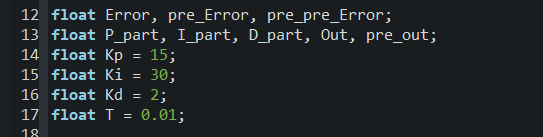 12 float Error, pre_Error, pre_pre_Error;
13 float P_part, I_part, D_part, Out, pre_out;
14 float Kp = 15;
15 float Ki = 30;
16 float Kd = 2;
17 float T = 0.01;
18